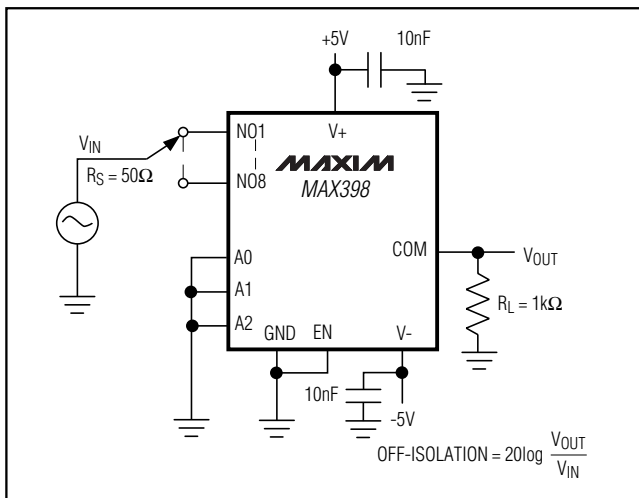 +5V
10nF
V+
V_IN
R_S = 50Ω
NO1
NO8
MAXIM
MAX398
COM
V_OUT
R_L = 1kΩ
A0
A1
A2
GND
EN
V-
10nF
-5V
OFF-ISOLATION = 20log V_OUT / V_IN